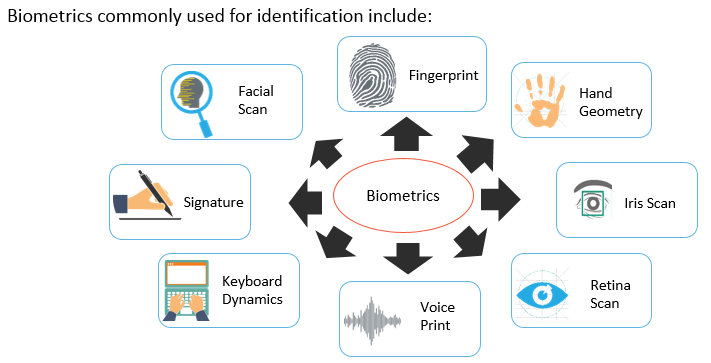 Biometrics commonly used for identification include:
Fingerprint
Facial
Scan
Hand
Geometry
Signature
Biometrics
Iris Scan
Keyboard
Dynamics
Voice
Print
Retina
Scan